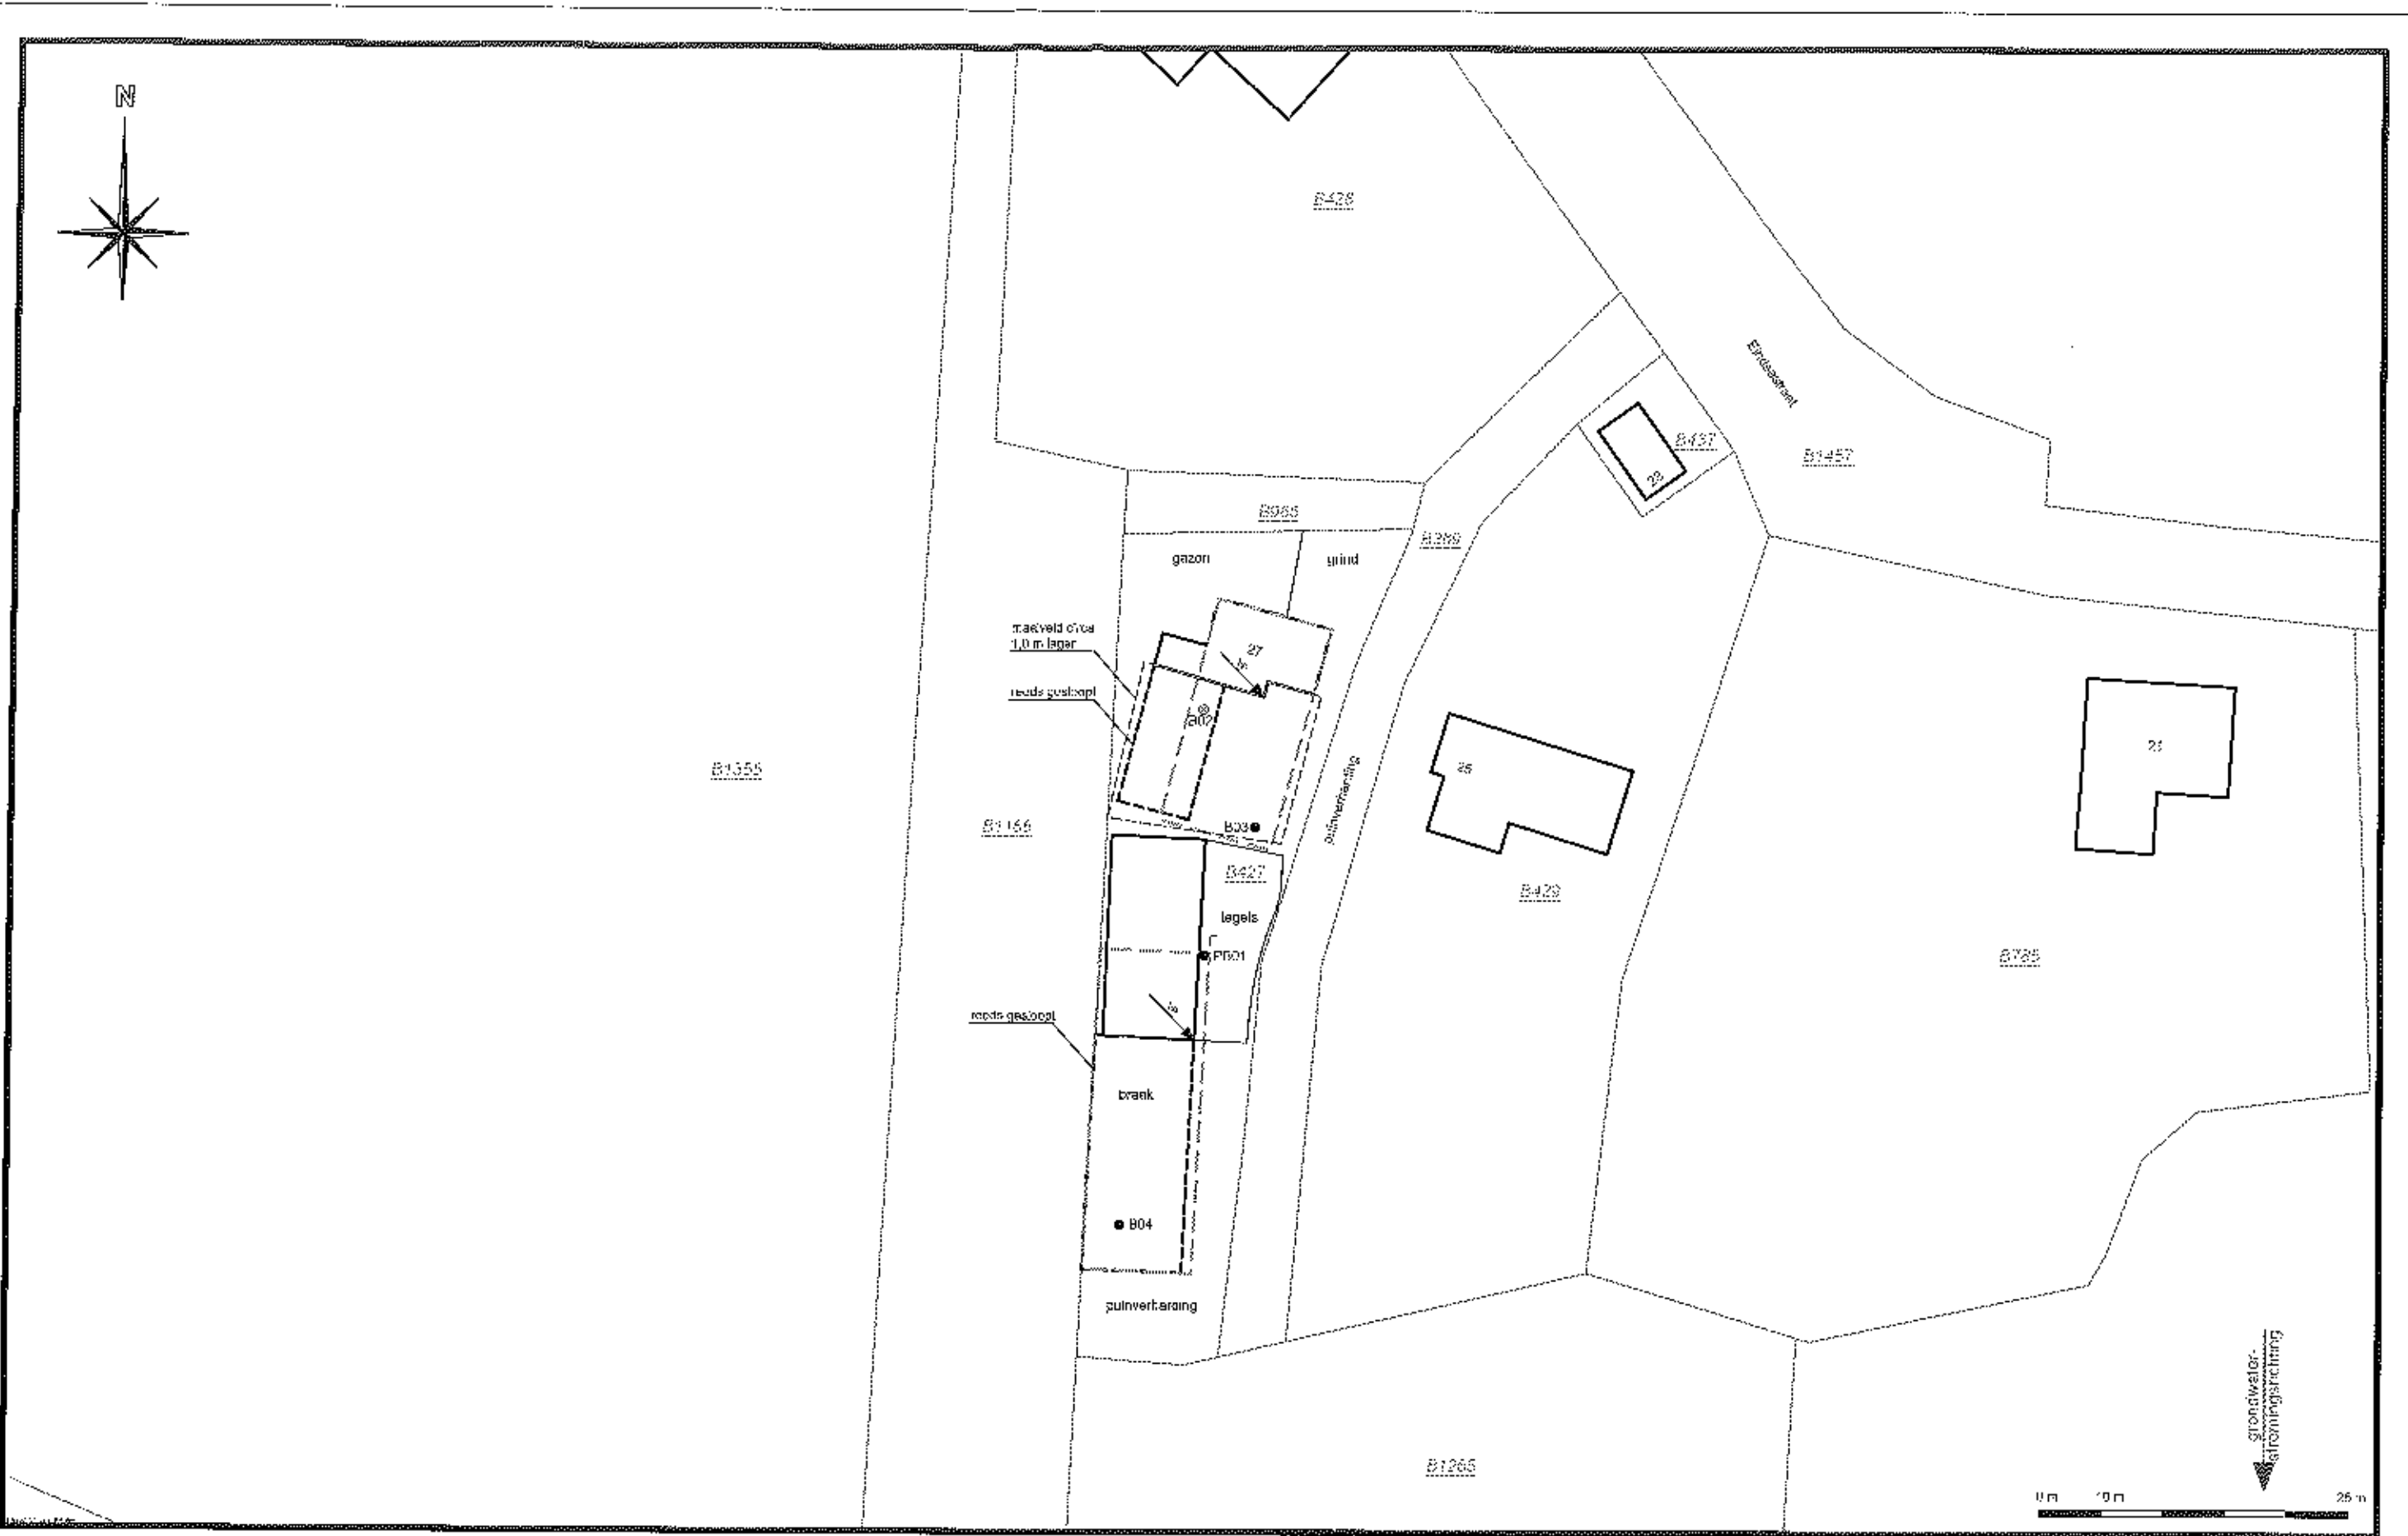 N
B428
Eindsestraat
B437
23
B1457
B965
B389
gazon
grind
maaiveld circa
1,0 m lager
27
reeds gesloopt
B02
B1355
25
21
puinverharding
B1166
B03
B427
B429
tegels
PB01
B785
reeds gesloopt
braak
B04
puinverharding
grondwater-
stromingsrichting
B1265
0 m
10 m
25 m